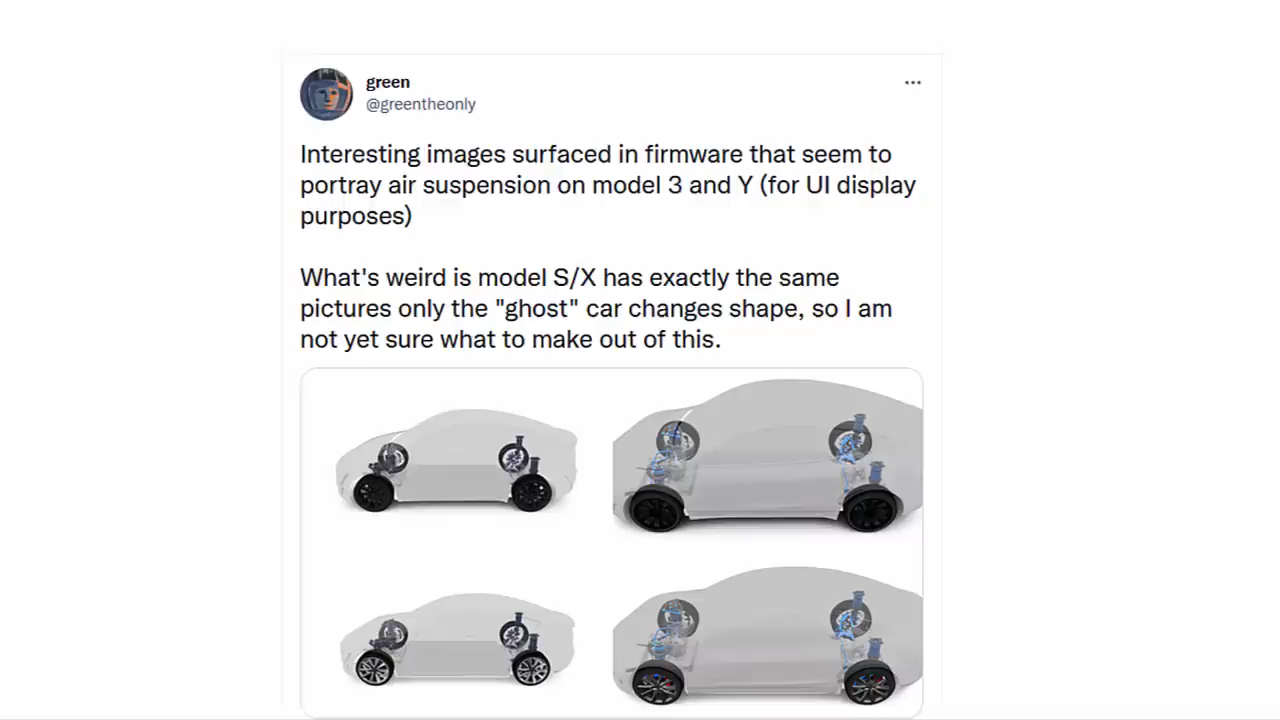 green
@greentheonly
Interesting images surfaced in firmware that seem to
portray air suspension on model 3 and Y (for UI display
purposes)
What's weird is model S/X has exactly the same
pictures only the "ghost" car changes shape, so I am
not yet sure what to make out of this.